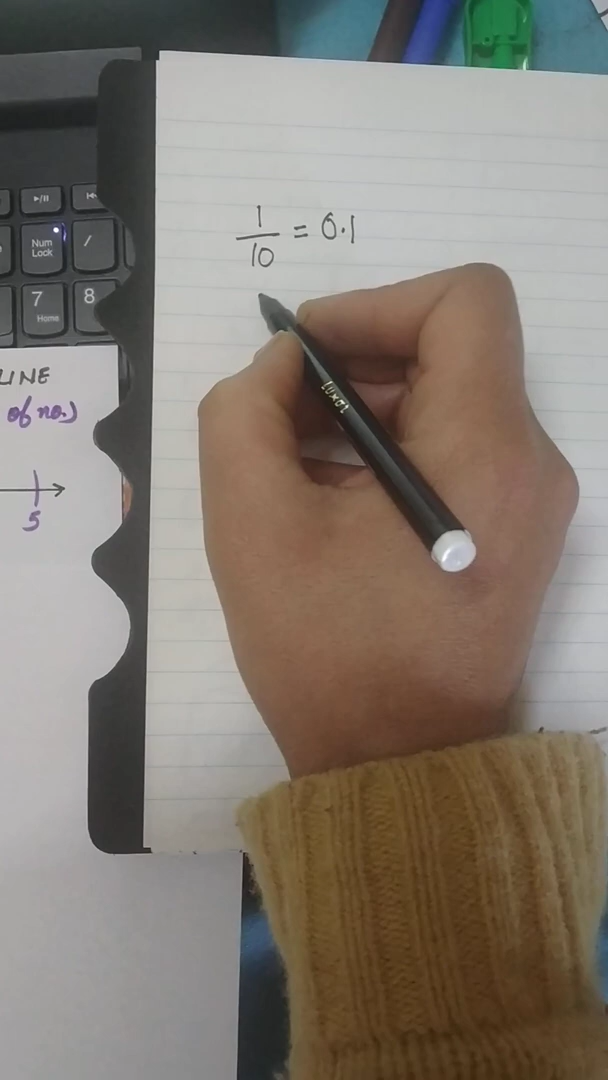 1/10 = 0.1
Num
Lock
/
7
8
Home
LINE
of no.)
5
Luxor